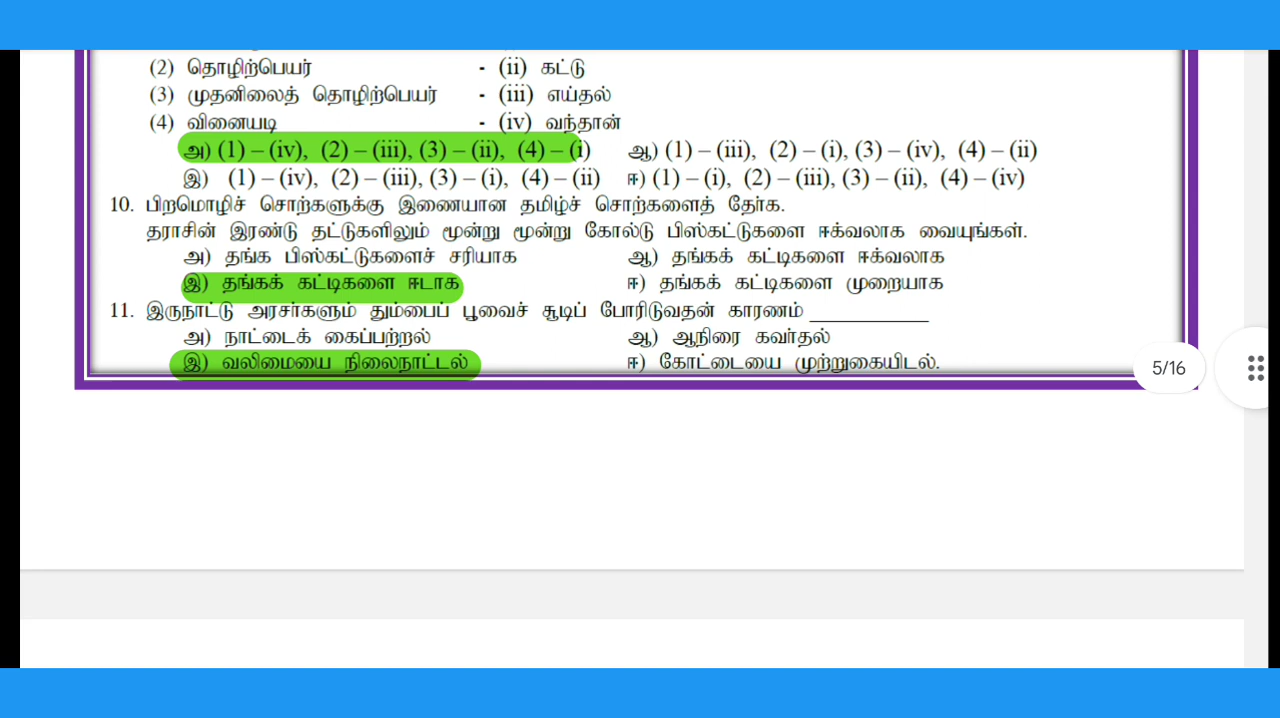 (2) தொழிற்பெயர் - (ii) கட்டு
(3) முதனிலைத் தொழிற்பெயர் - (iii) எய்தல்
(4) வினையடி - (iv) வந்தான்
அ) (1) – (iv), (2) – (iii), (3) – (ii), (4) – (i) ஆ) (1) – (iii), (2) – (i), (3) – (iv), (4) – (ii)
இ) (1) – (iv), (2) – (iii), (3) – (i), (4) – (ii) ஈ) (1) – (i), (2) – (iii), (3) – (ii), (4) – (iv)
10. பிறமொழிச் சொற்களுக்கு இணையான தமிழ்ச் சொற்களைத் தேர்க.
தராசின் இரண்டு தட்டுகளிலும் மூன்று மூன்று கோல்டு பிஸ்கட்டுகளை ஈக்வலாக வையுங்கள்.
அ) தங்க பிஸ்கட்டுகளைச் சரியாக ஆ) தங்கக் கட்டிகளை ஈக்வலாக
இ) தங்கக் கட்டிகளை ஈடாக ஈ) தங்கக் கட்டிகளை முறையாக
11. இருநாட்டு அரசர்களும் தும்பைப் பூவைச் சூடிப் போரிடுவதன் காரணம் ____________
அ) நாட்டைக் கைப்பற்றல் ஆ) ஆநிரை கவர்தல்
இ) வலிமையை நிலைநாட்டல் ஈ) கோட்டையை முற்றுகையிடல்.
5/16